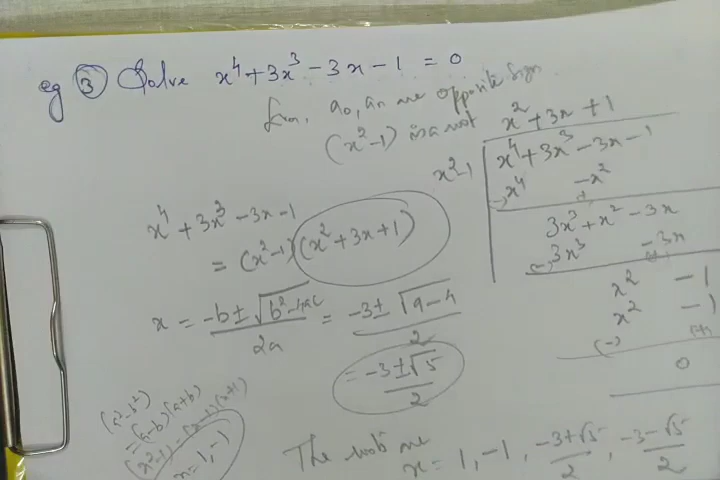 eg ③ Solve x⁴ + 3x³ - 3x - 1 = 0
a₀, aₙ are opposite sign.
(x² - 1) is a root
x² + 3x + 1
x² - 1 | x⁴ + 3x³ - 3x - 1
(-) x⁴ - x² (+)
3x³ + x² - 3x
(-) 3x³ - 3x (+)
x² - 1
x² - 1
(-) (+)
0
x⁴ + 3x³ - 3x - 1
= (x² - 1)(x² + 3x + 1)
x = -b ± √b² - 4ac / 2a = -3 ± √9 - 4 / 2
= -3 ± √5 / 2
(a² - b²)
= (a - b)(a + b)
(x² - 1) = (x - 1)(x + 1)
x = 1, -1
The roots are
x = 1, -1, -3 + √5 / 2, -3 - √5 / 2